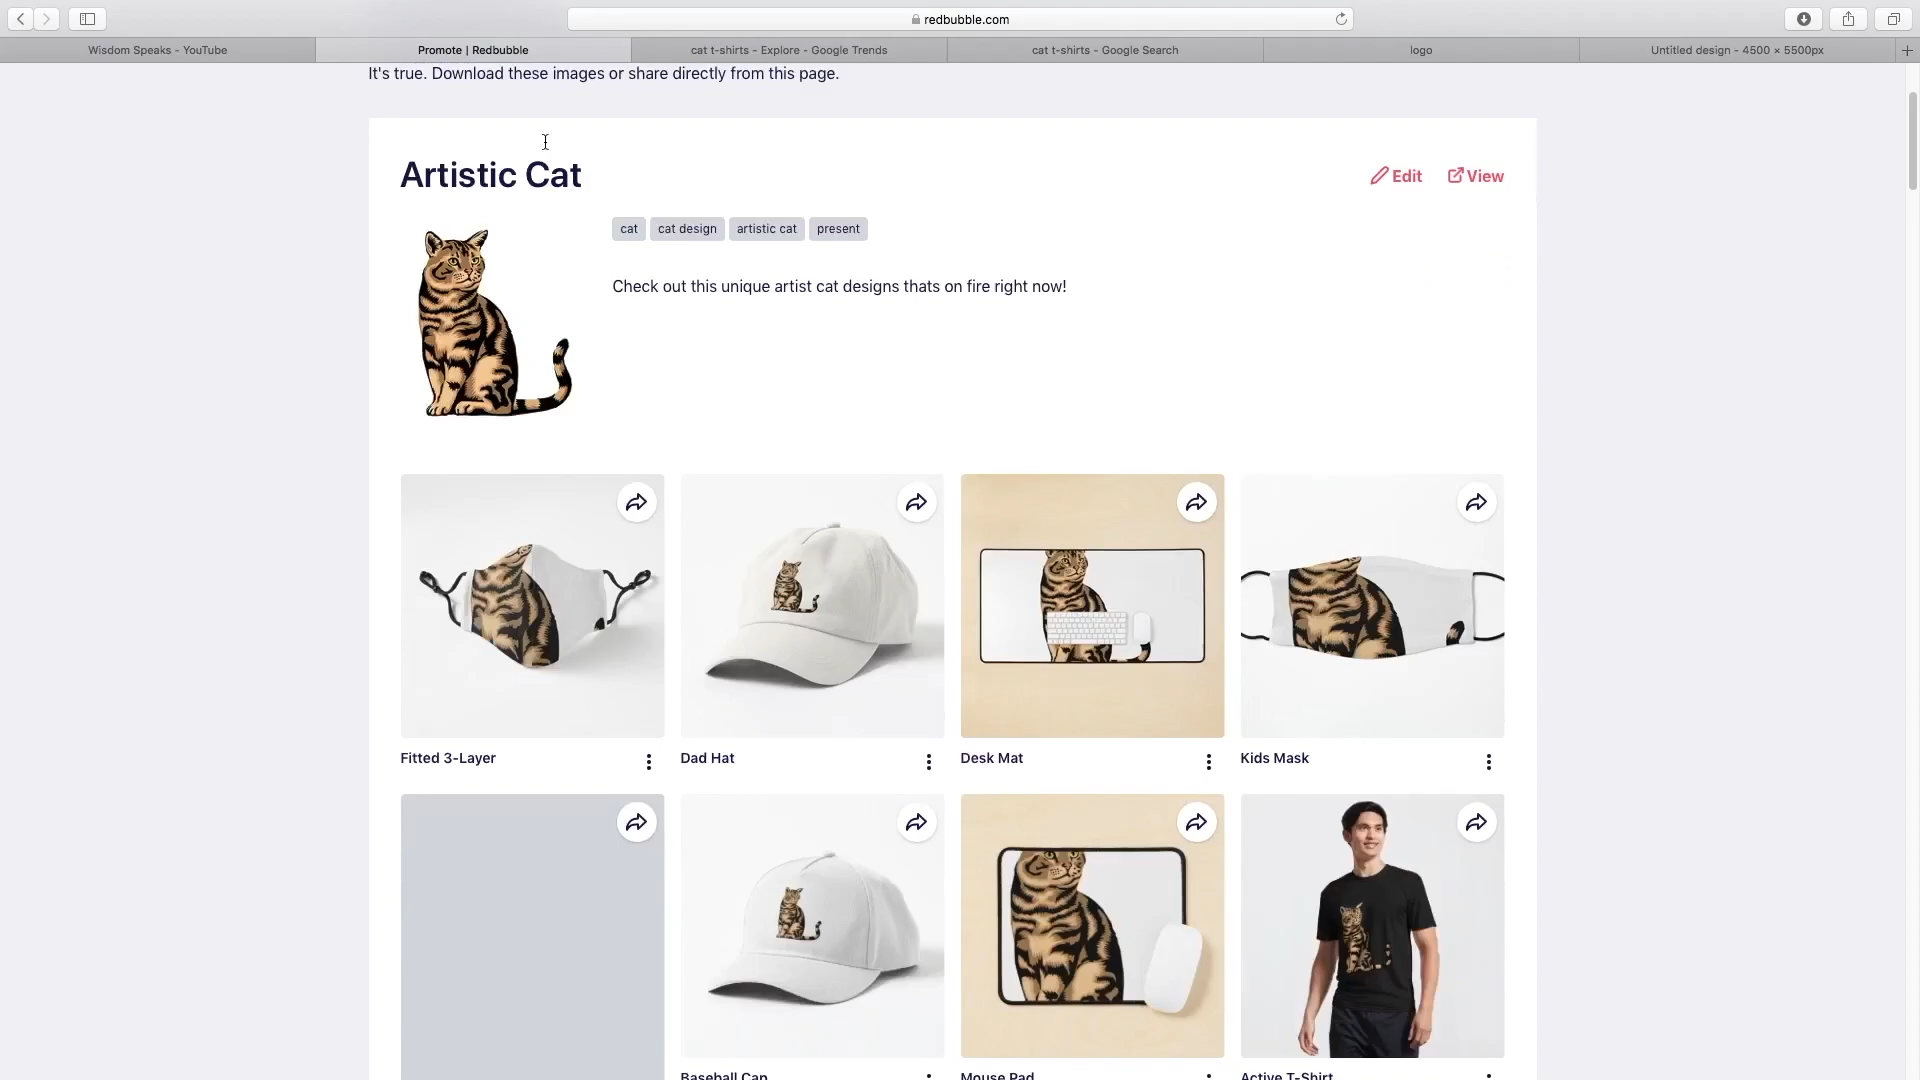 redbubble.com
Wisdom Speaks - YouTube
Promote | Redbubble
cat t-shirts - Explore - Google Trends
cat t-shirts - Google Search
logo
Untitled design - 4500 × 5500px
It's true. Download these images or share directly from this page.
Artistic Cat
Edit
View
cat
cat design
artistic cat
present
Check out this unique artist cat designs thats on fire right now!
Fitted 3-Layer
Dad Hat
Desk Mat
Kids Mask
Baseball Cap
Mouse Pad
Active T-Shirt